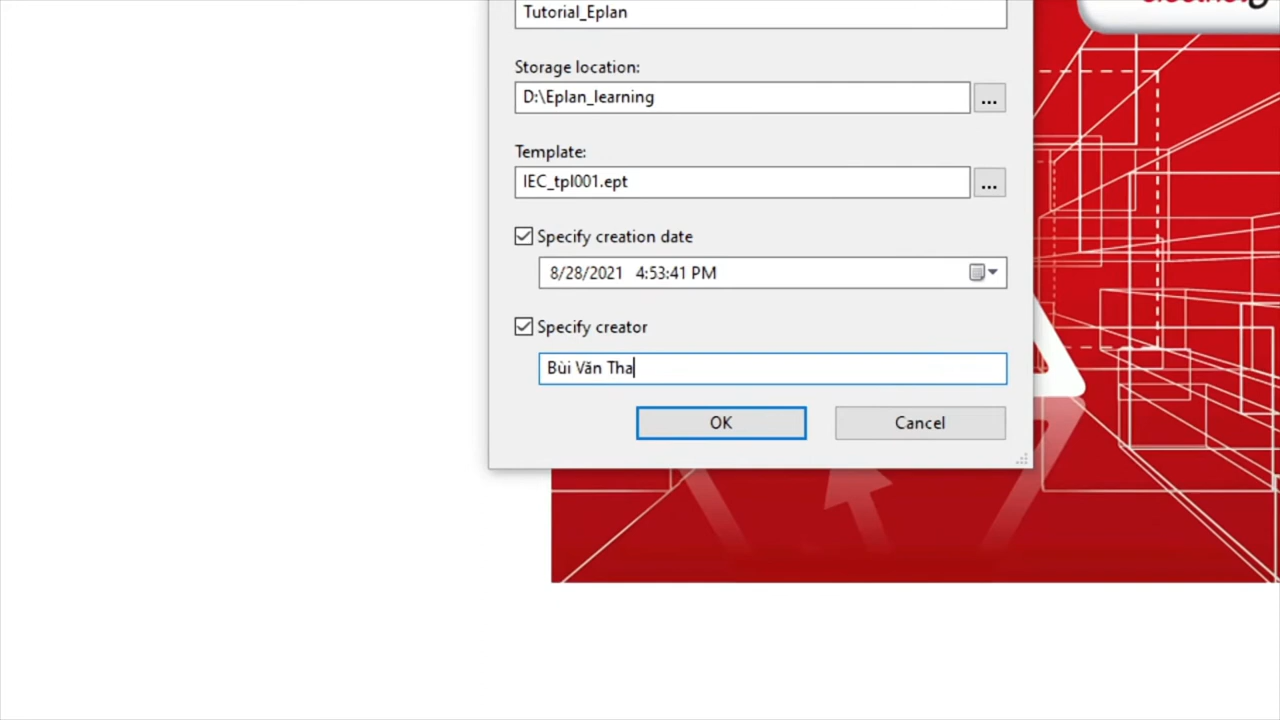 Tutorial_Eplan
Storage location:
D:\Eplan_learning
...
Template:
IEC_tpl001.ept
...
Specify creation date
8/28/2021 4:53:41 PM
Specify creator
Bùi Văn Tha
OK
Cancel